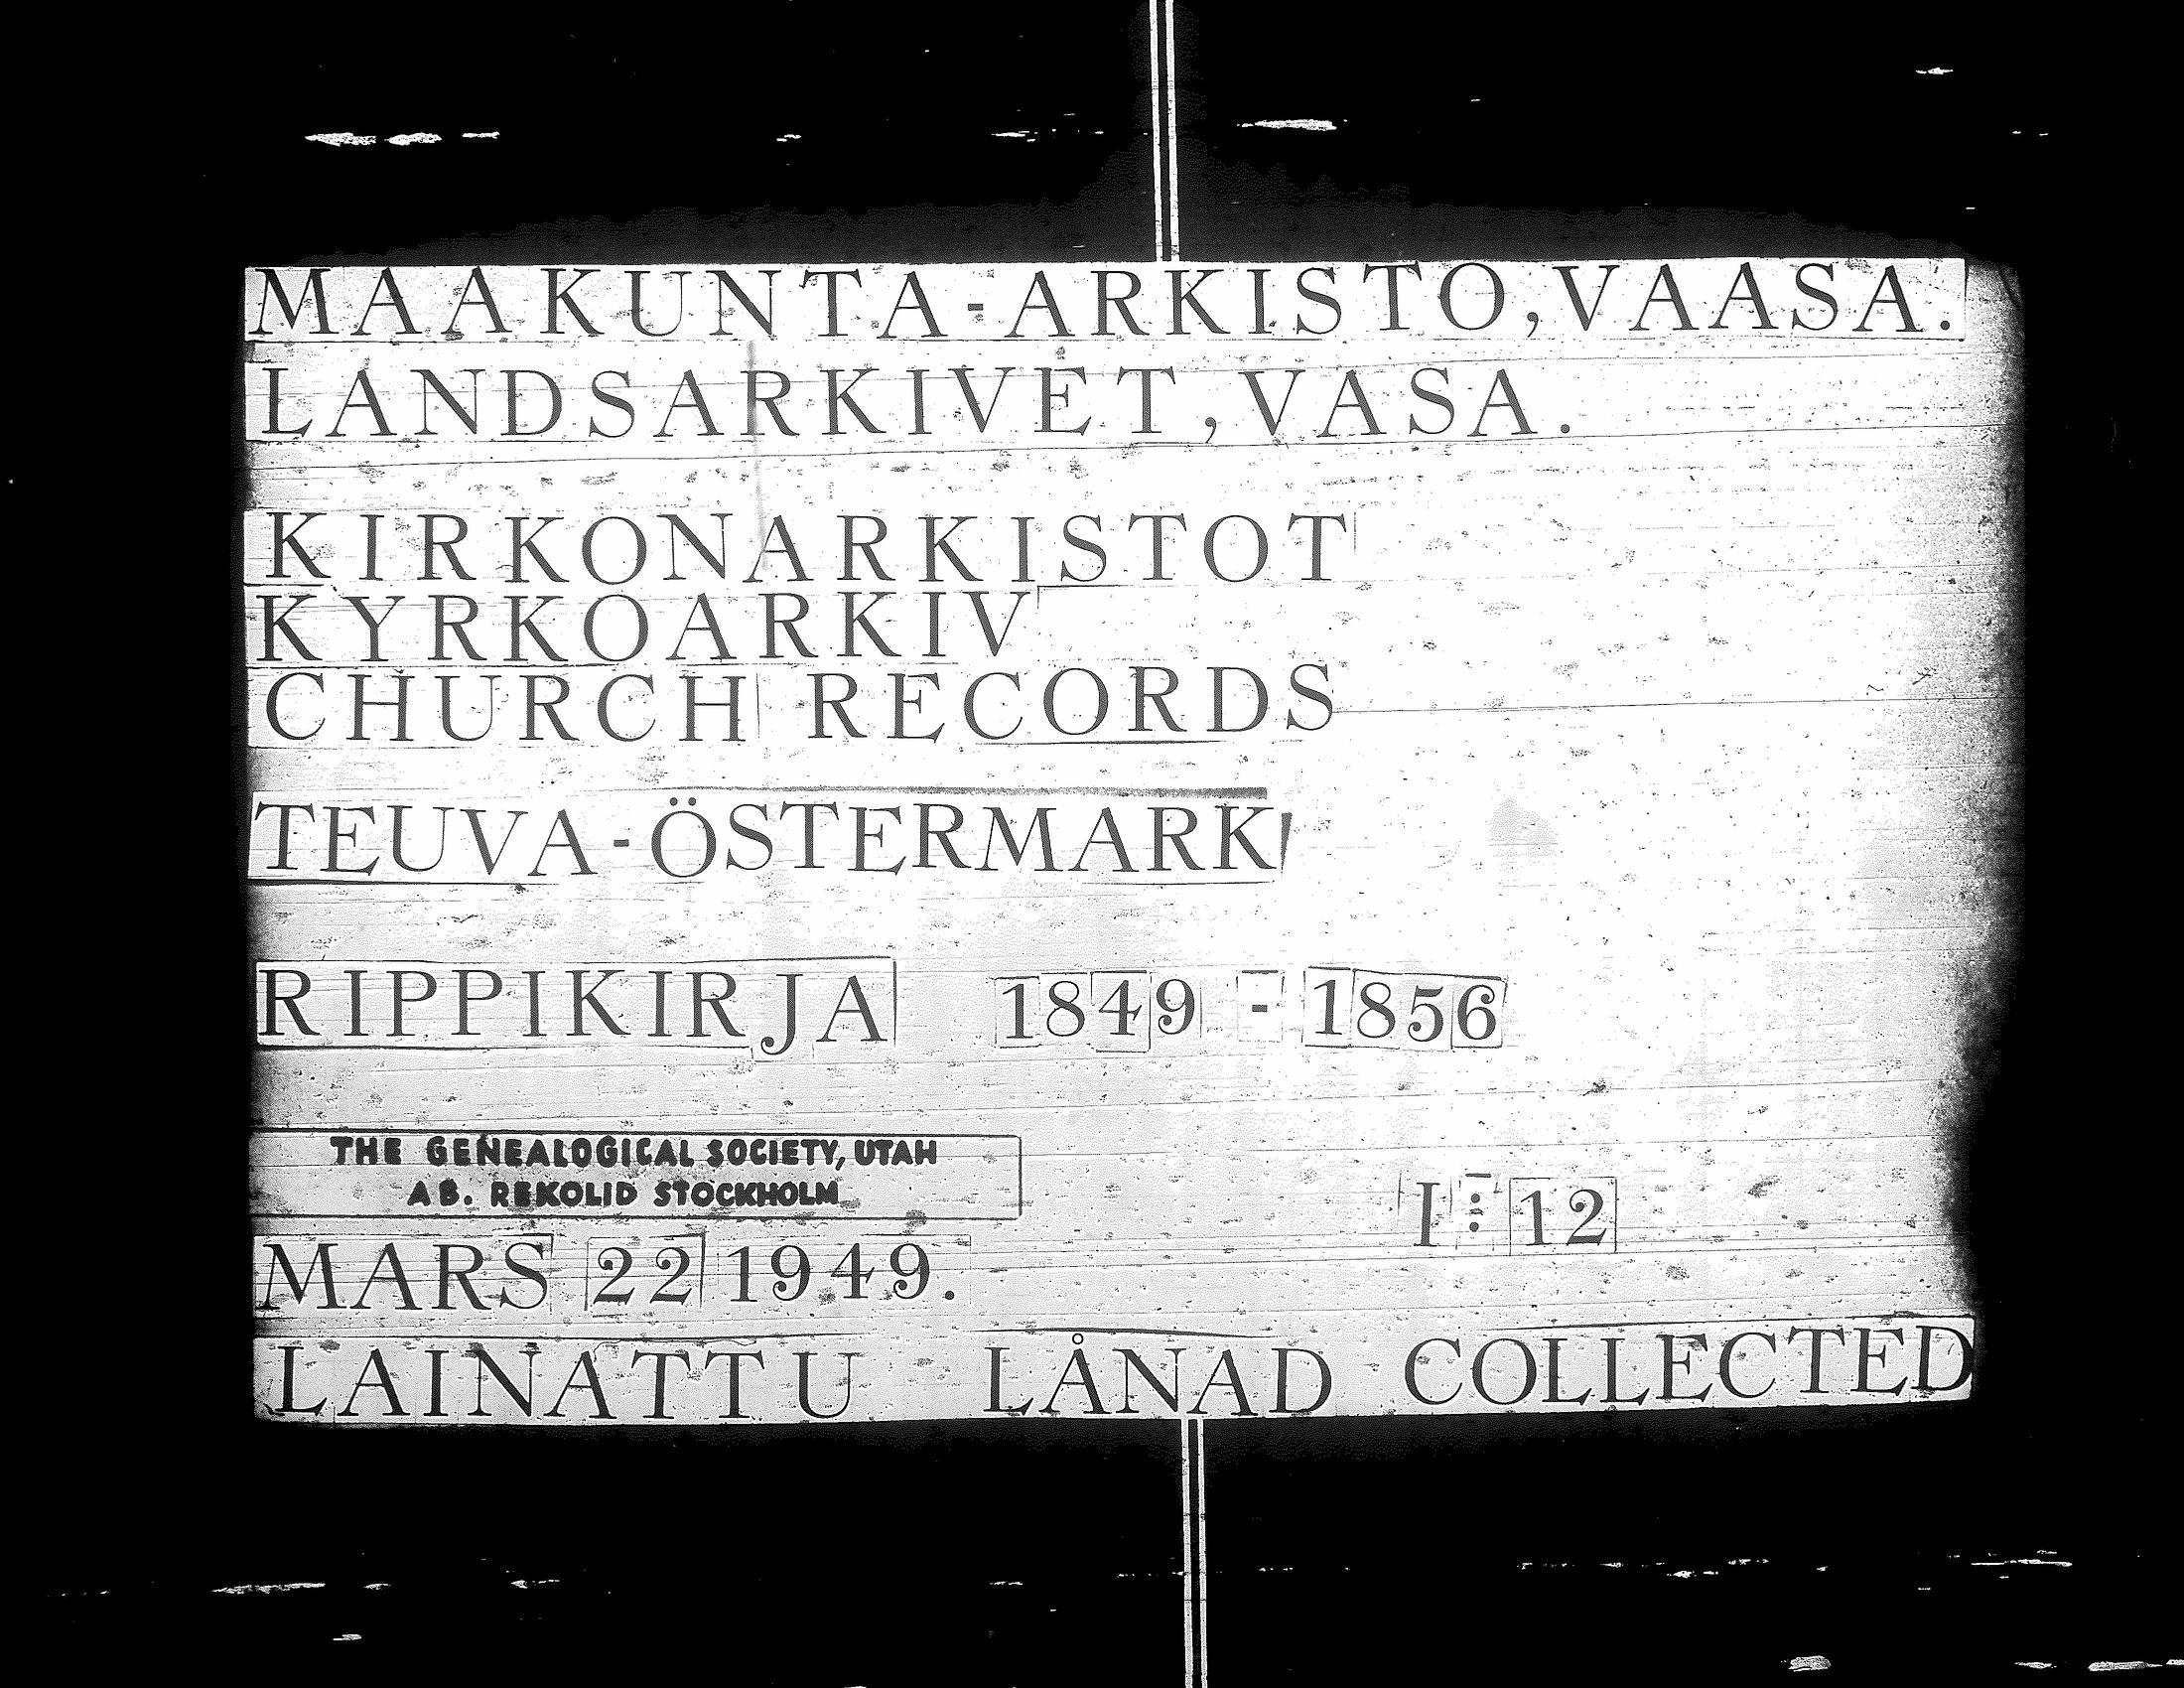 MAAKUNTA-ARKISTO, VAASA.
LANDSARKIVET, VASA.
KIRKONARKISTOT
KYRKOARKIV
CHURCH RECORDS
TEUVA-ÖSTERMARK
RIPPIKIRJA 1849 - 1856
THE GENEALOGICAL SOCIETY, UTAH
AB. REKOLID STOCKHOLM
I:12
MARS 22 1949.
LAINATTU LÅNAD COLLECTED